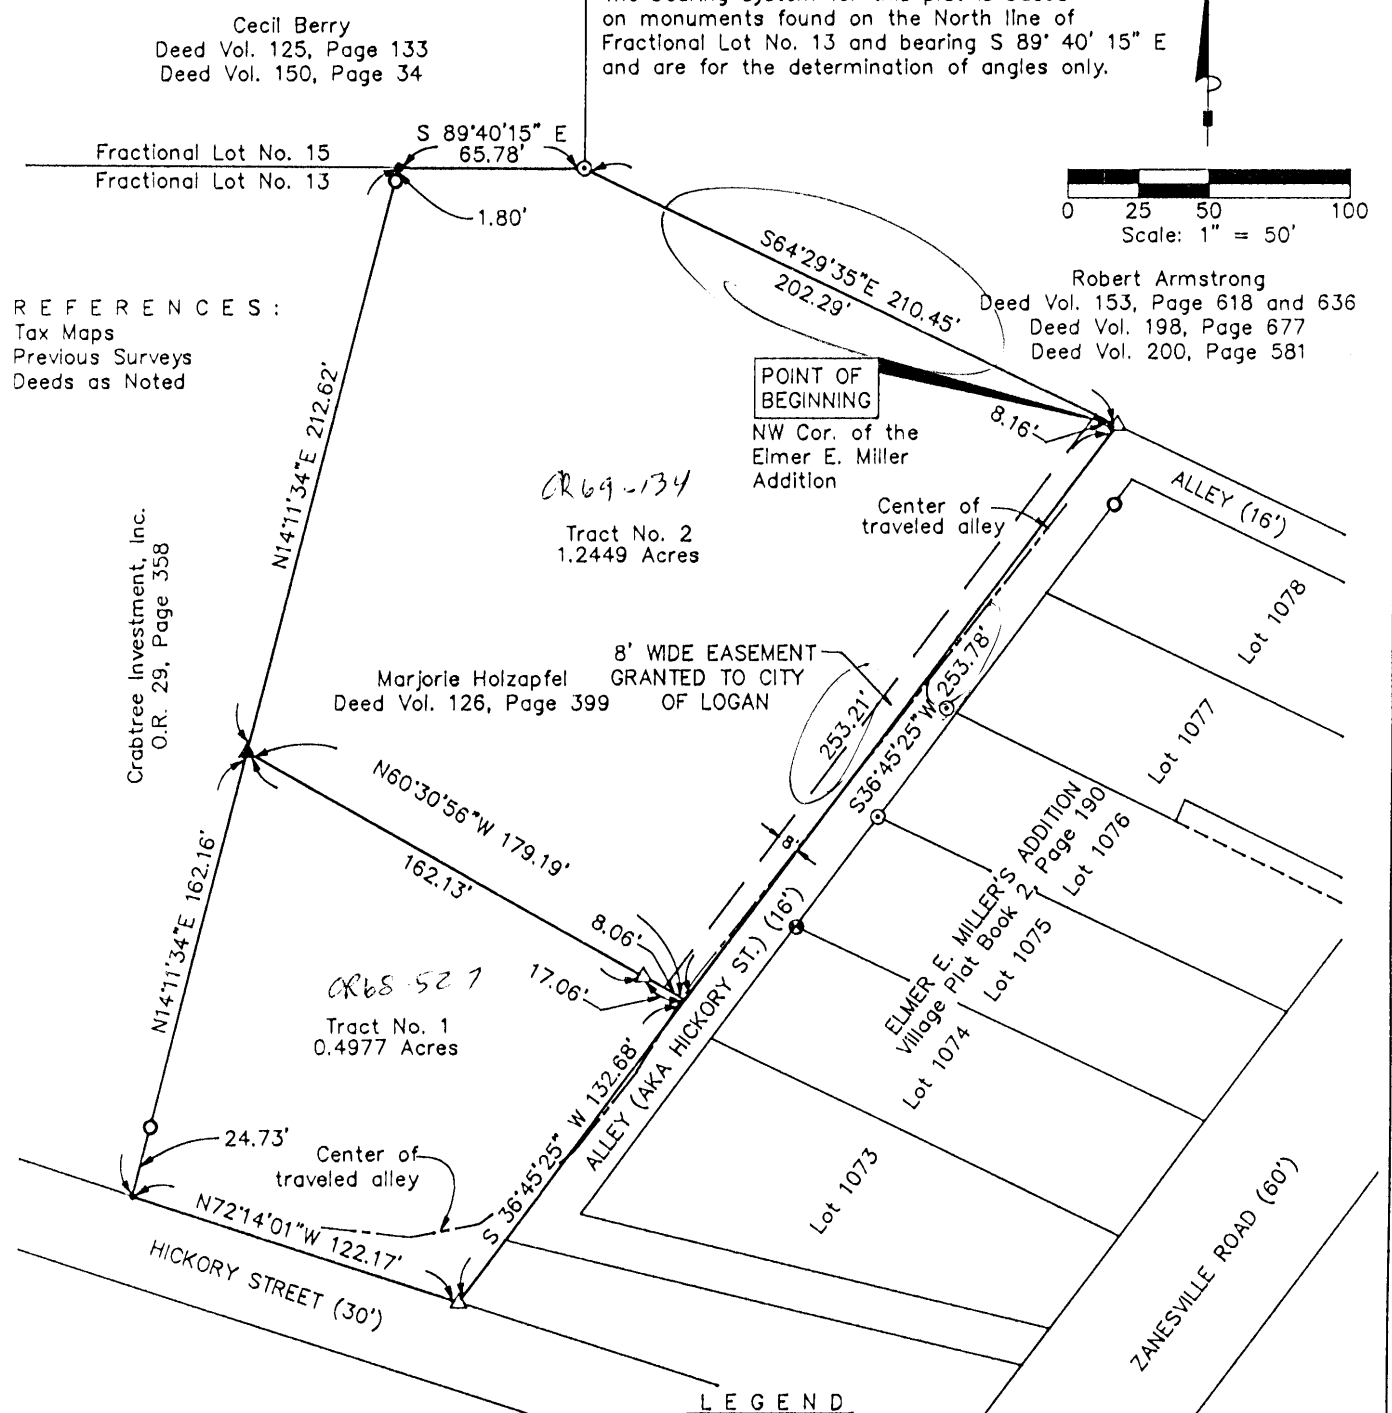 Cecil Berry
Deed Vol. 125, Page 133
Deed Vol. 150, Page 34
on monuments found on the North line of
Fractional Lot No. 13 and bearing S 89° 40' 15" E
and are for the determination of angles only.
S 89°40'15" E
65.78'
Fractional Lot No. 15
Fractional Lot No. 13
1.80'
0 25 50 100
Scale: 1" = 50'
S64°29'35"E 210.45'
202.29'
Robert Armstrong
Deed Vol. 153, Page 618 and 636
Deed Vol. 198, Page 677
Deed Vol. 200, Page 581
REFERENCES:
Tax Maps
Previous Surveys
Deeds as Noted
POINT OF
BEGINNING
NW Cor. of the
Elmer E. Miller
Addition
8.16'
N14°11'34"E 212.62'
OR69-134
Tract No. 2
1.2449 Acres
Center of
traveled alley
ALLEY (16')
Lot 1078
Crabtree Investment, Inc.
O.R. 29, Page 358
8' WIDE EASEMENT
GRANTED TO CITY
OF LOGAN
Marjorie Holzapfel
Deed Vol. 126, Page 399
253.21'
S36°45'25"W 253.78'
Lot 1077
N60°30'56"W 179.19'
162.13'
8'
ELMER E. MILLER'S ADDITION
Village Plat Book 2, Page 190
Lot 1076
Lot 1075
Lot 1074
Lot 1073
N14°11'34"E 162.16'
8.06'
17.06'
OR68-527
Tract No. 1
0.4977 Acres
S 36°45'25" W 132.68'
ALLEY (AKA HICKORY ST.) (16')
24.73'
Center of
traveled alley
N72°14'01"W 122.17'
HICKORY STREET (30')
ZANESVILLE ROAD (60')
LEGEND